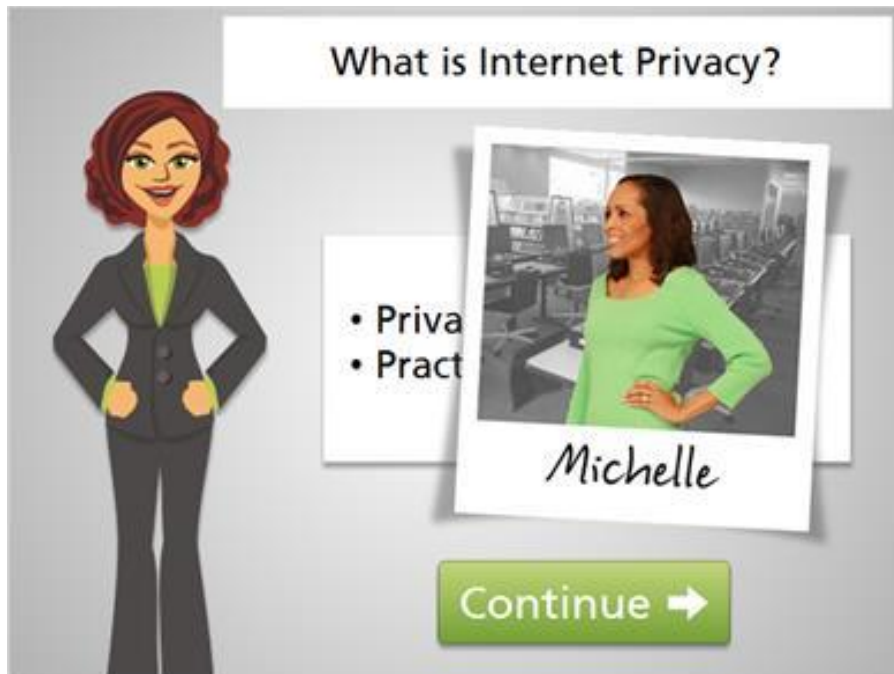 What is Internet Privacy?
• Priva
• Pract
Michelle
Continue